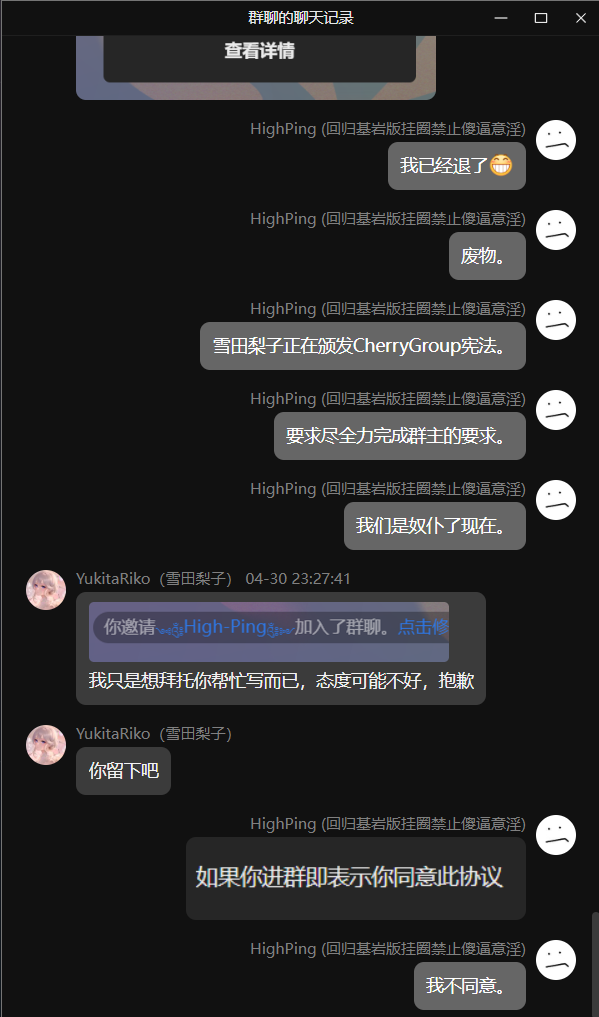 群聊的聊天记录
查看详情
HighPing (回归基岩版挂圈禁止傻逼意淫)
我已经退了😁
HighPing (回归基岩版挂圈禁止傻逼意淫)
废物。
HighPing (回归基岩版挂圈禁止傻逼意淫)
雪田梨子正在颁发CherryGroup宪法。
HighPing (回归基岩版挂圈禁止傻逼意淫)
要求尽全力完成群主的要求。
HighPing (回归基岩版挂圈禁止傻逼意淫)
我们是奴仆了现在。
YukitaRiko（雪田梨子） 04-30 23:27:41
你邀请꧁High-Ping꧂加入了群聊。点击修
我只是想拜托你帮忙写而已，态度可能不好，抱歉
YukitaRiko（雪田梨子）
你留下吧
HighPing (回归基岩版挂圈禁止傻逼意淫)
如果你进群即表示你同意此协议
HighPing (回归基岩版挂圈禁止傻逼意淫)
我不同意。